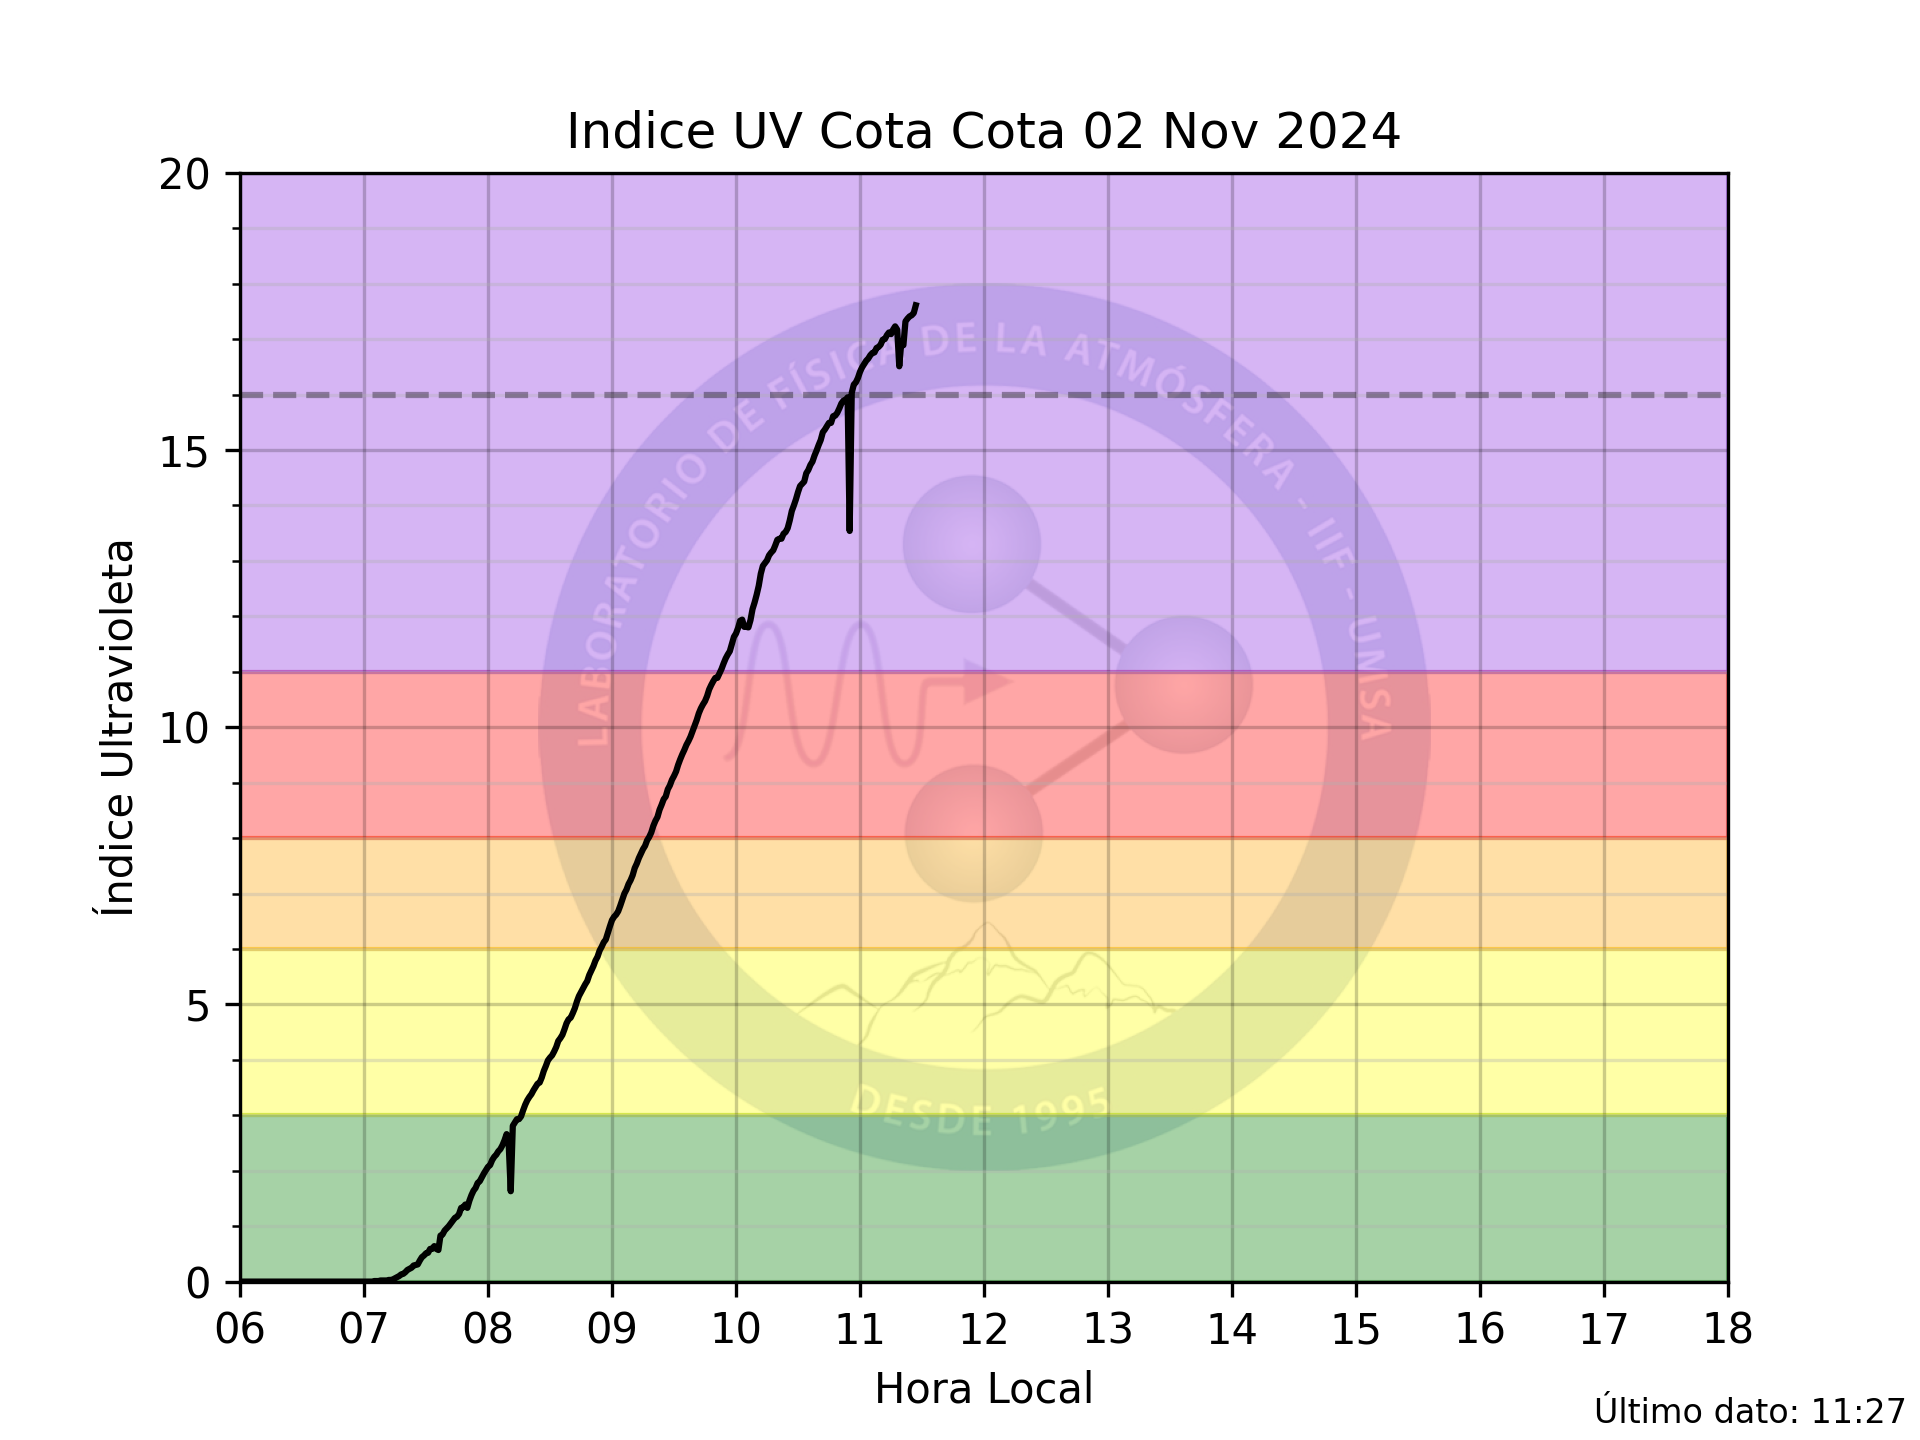 Indice UV Cota Cota 02 Nov 2024
20
15
10
5
0
Índice Ultravioleta
LABORATORIO DE FÍSICA DE LA ATMÓSFERA - IIF - UMSA
DESDE 1995
06 07 08 09 10 11 12 13 14 15 16 17 18
Hora Local
Último dato: 11:27